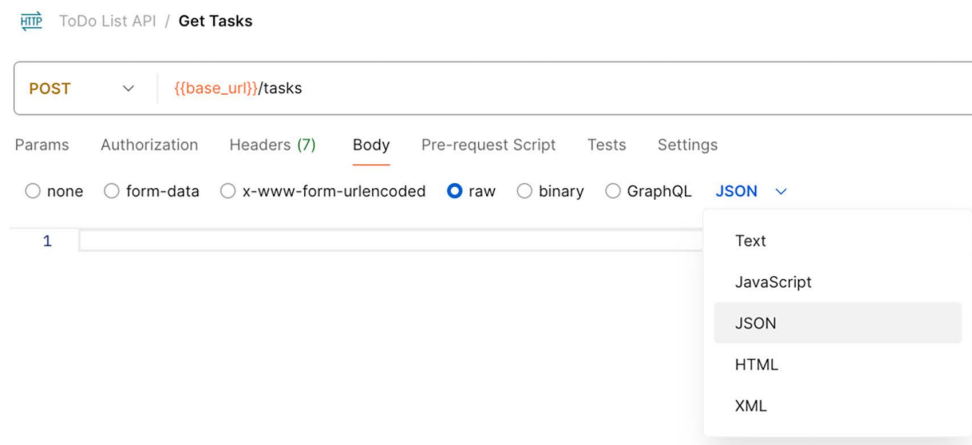 HTTP ToDo List API / Get Tasks
POST {{base_url}}/tasks
Params Authorization Headers (7) Body Pre-request Script Tests Settings
none form-data x-www-form-urlencoded raw binary GraphQL JSON
1
Text
JavaScript
JSON
HTML
XML